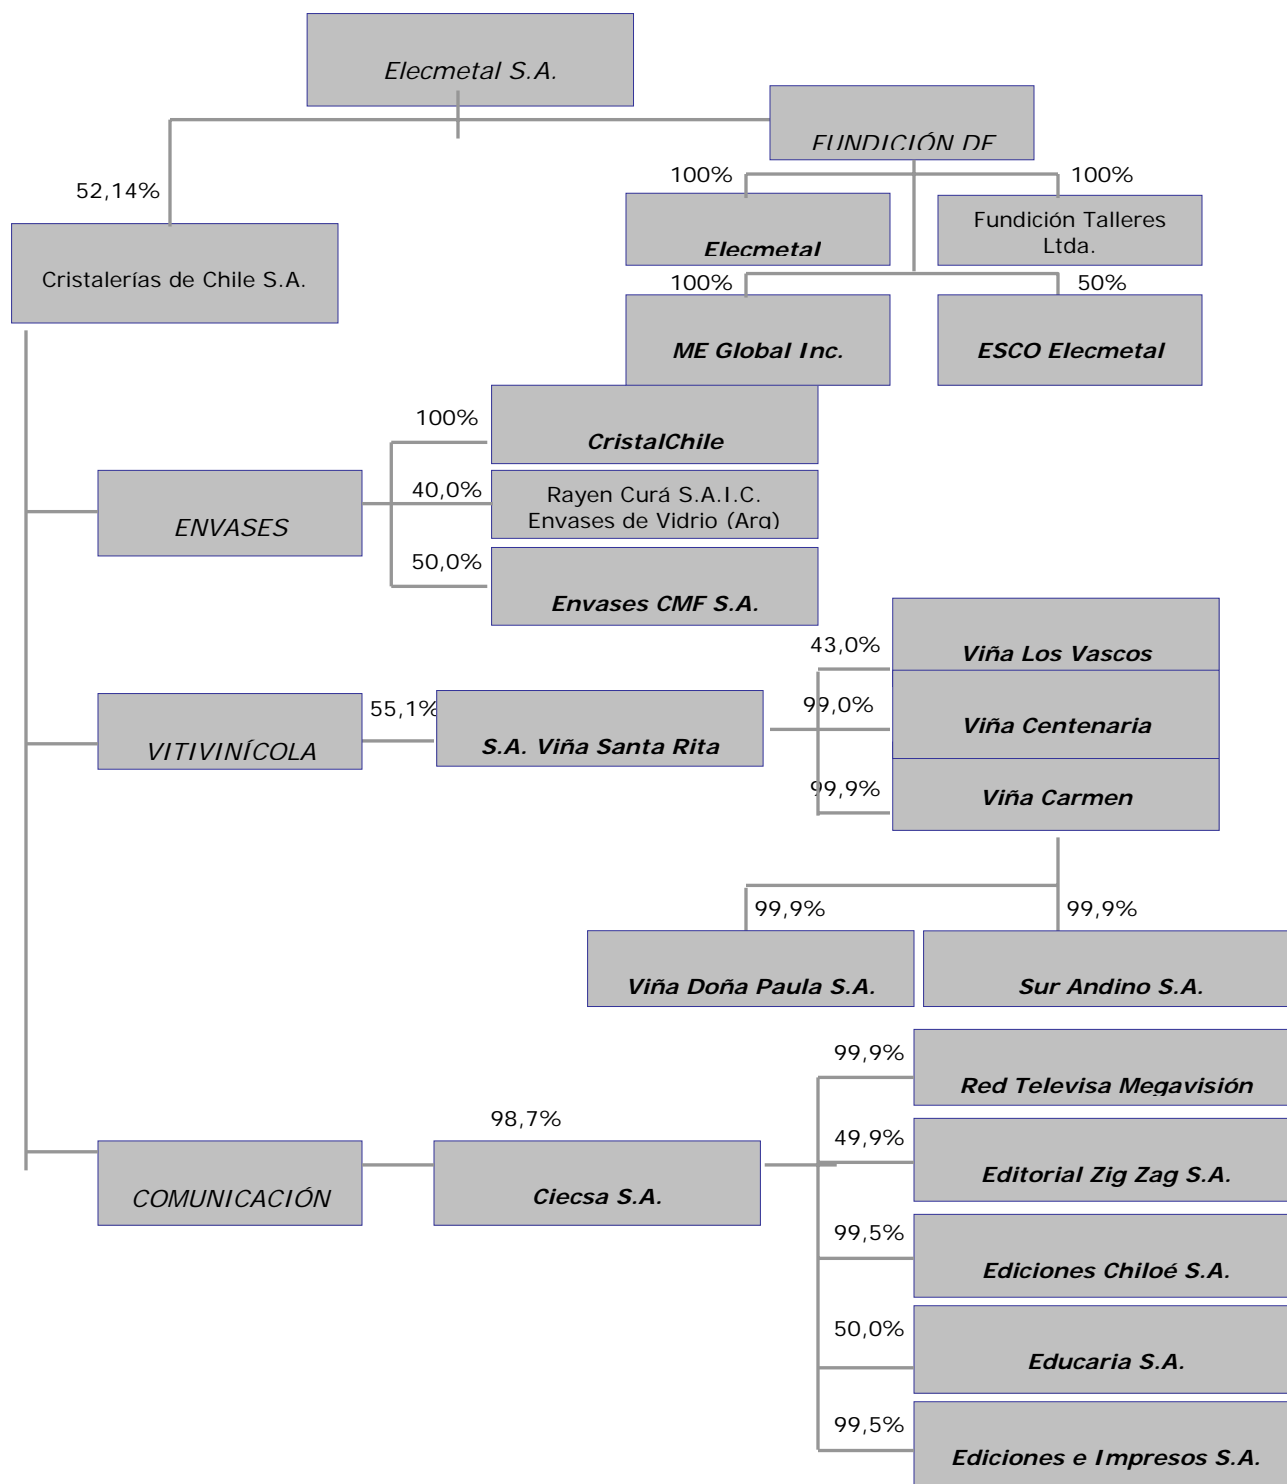 Elecmetal S.A.
FUNDICIÓN DE
52,14%
100%
100%
Elecmetal
Fundición Talleres
Ltda.
Cristalerías de Chile S.A.
100%
50%
ME Global Inc.
ESCO Elecmetal
100%
CristalChile
ENVASES
40,0%
Rayen Curá S.A.I.C.
Envases de Vidrio (Arg)
50,0%
Envases CMF S.A.
43,0%
Viña Los Vascos
VITIVINÍCOLA
55,1%
S.A. Viña Santa Rita
99,0%
Viña Centenaria
99,9%
Viña Carmen
99,9%
99,9%
Viña Doña Paula S.A.
Sur Andino S.A.
99,9%
Red Televisa Megavisión
COMUNICACIÓN
98,7%
Ciecsa S.A.
49,9%
Editorial Zig Zag S.A.
99,5%
Ediciones Chiloé S.A.
50,0%
Educaria S.A.
99,5%
Ediciones e Impresos S.A.